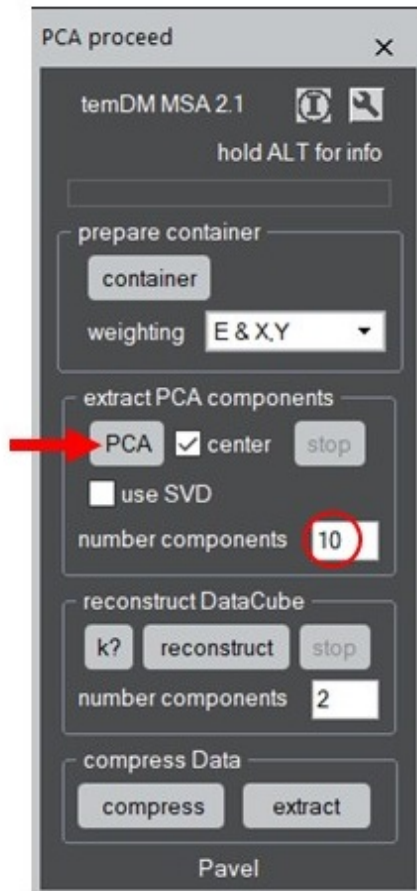 PCA proceed
temDM MSA 2.1
hold ALT for info
prepare container
container
weighting E & X,Y
extract PCA components
PCA center stop
use SVD
number components 10
reconstruct DataCube
k? reconstruct stop
number components 2
compress Data
compress extract
Pavel